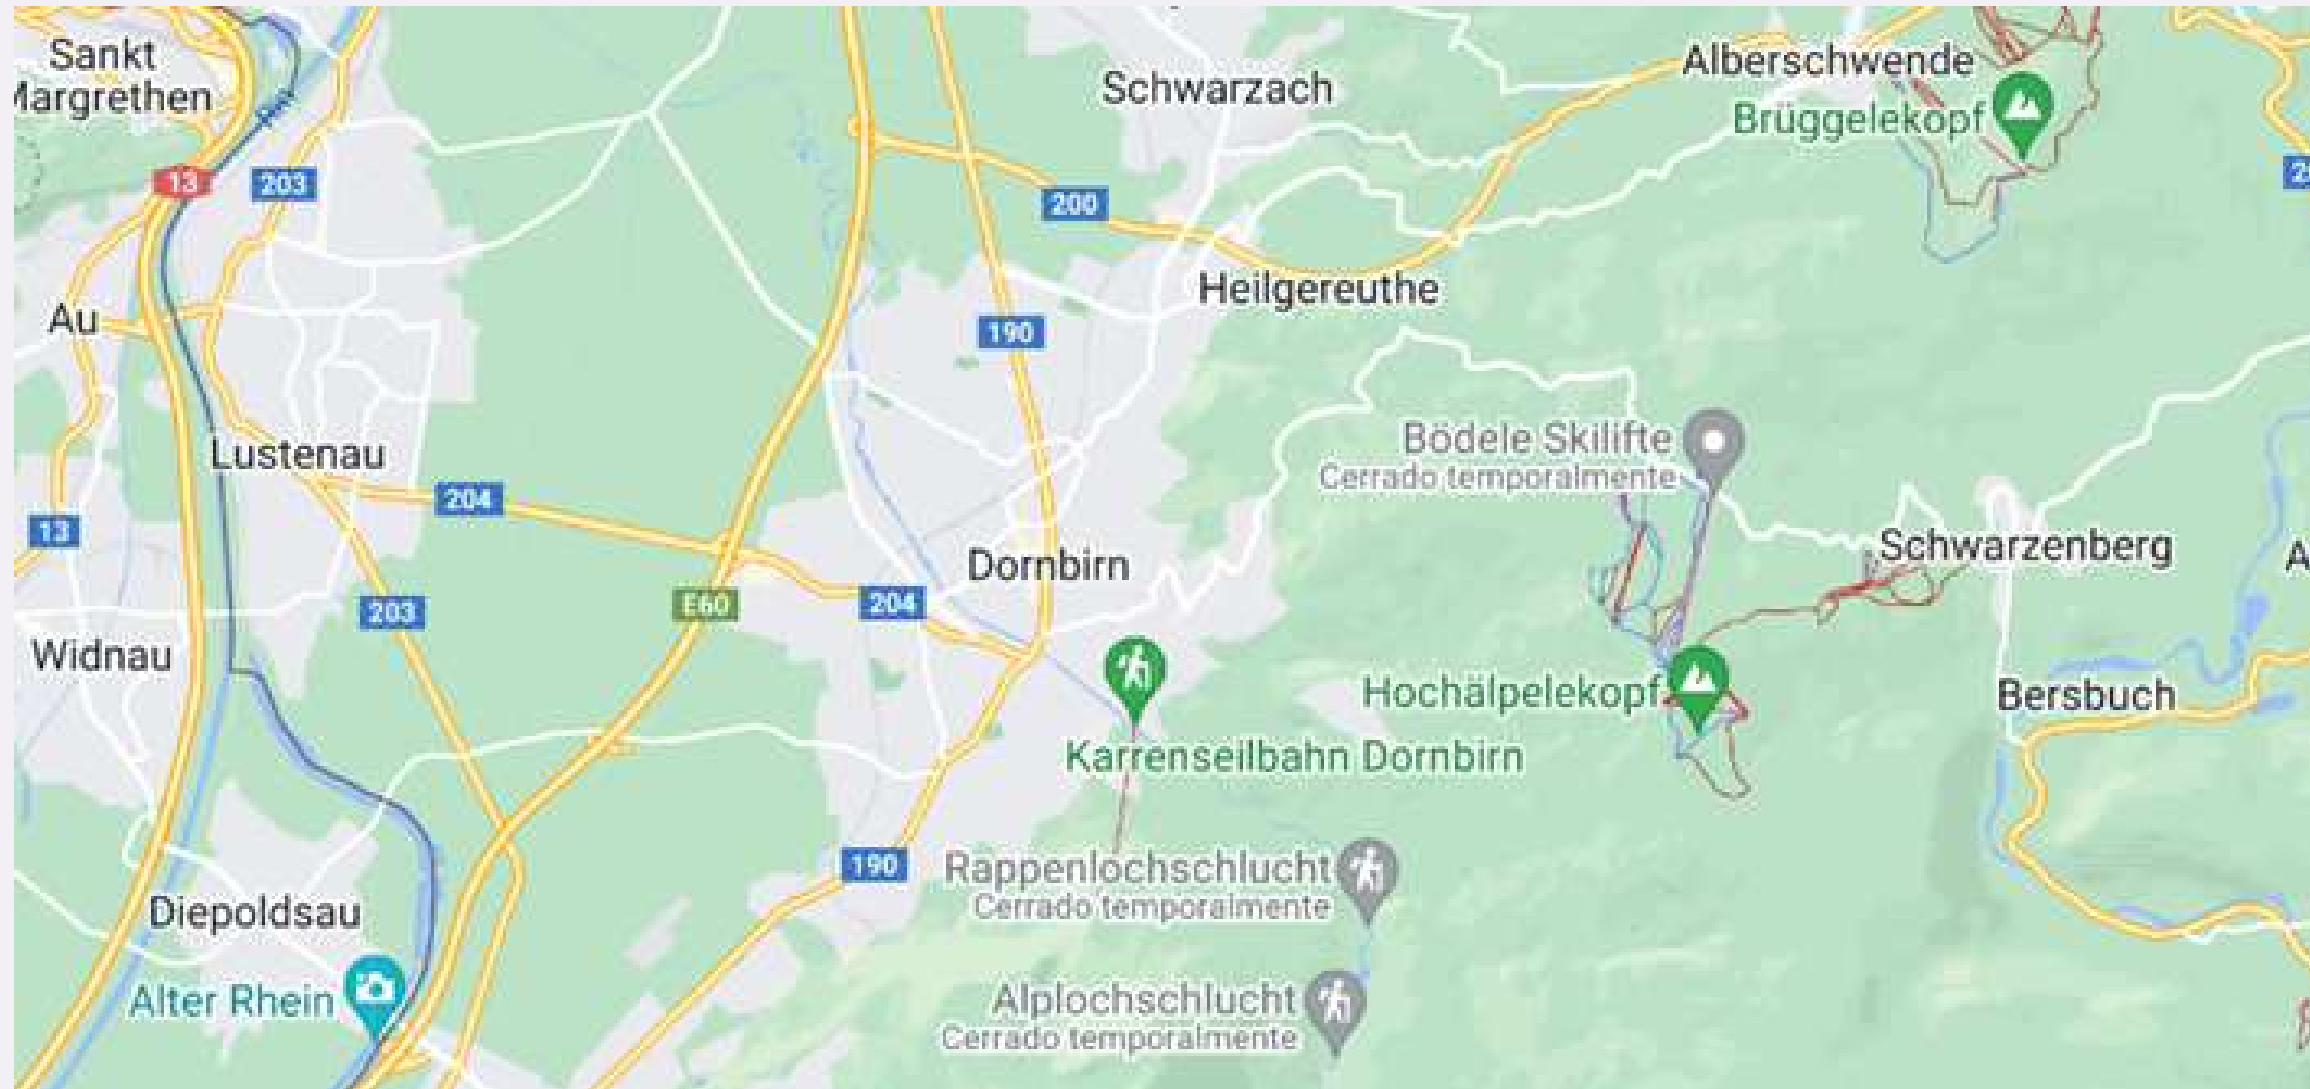 Sankt
Margrethen
Schwarzach
Alberschwende
Brüggelekopf
13
203
200
Au
Heilgereuthe
190
Lustenau
204
Bödele Skilifte
Cerrado temporalmente
13
Schwarzenberg
Dornbirn
203
E60
204
Widnau
Hochälpelekopf
Bersbuch
Karrenseilbahn Dornbirn
190
Rappenlochschlucht
Cerrado temporalmente
Diepoldsau
Alter Rhein
Alplochschlucht
Cerrado temporalmente